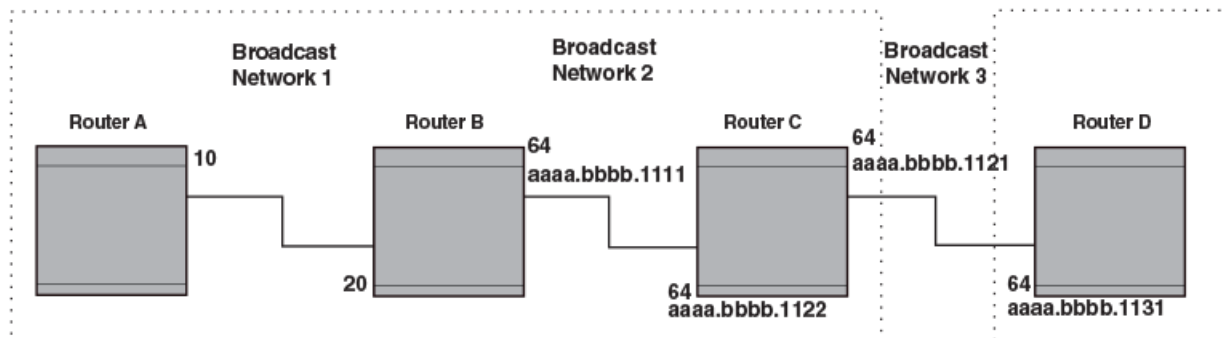 Broadcast
Network 1
Broadcast
Network 2
Broadcast
Network 3
Router A
Router B
Router C
Router D
10
64
aaaa.bbbb.1111
64
aaaa.bbbb.1121
20
64
aaaa.bbbb.1122
64
aaaa.bbbb.1131